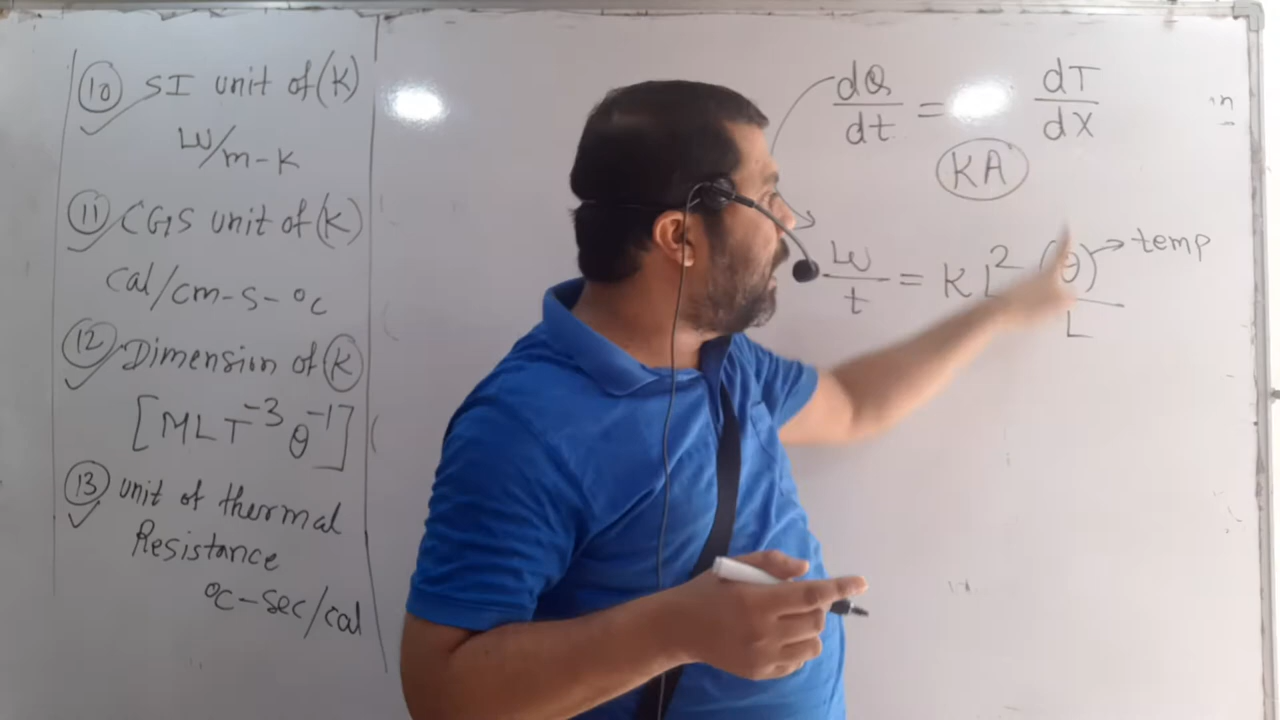 10 SI unit of (K)
W/m-K
11 CGS unit of (K)
cal/cm-s-°c
12 Dimension of K
[MLT⁻³θ⁻¹]
13 unit of thermal
Resistance
°c-sec/cal
dQ/dt = dT/dX
KA
W/t = K L² (θ)/L → temp
in